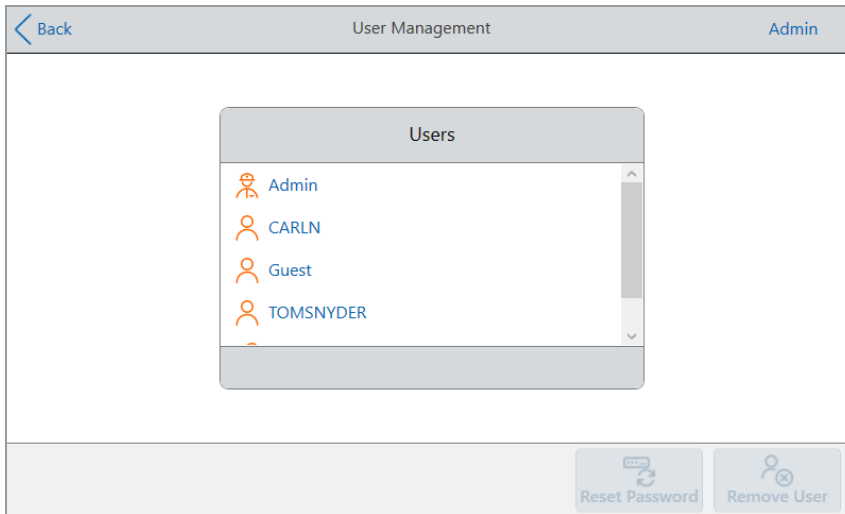 Back
User Management
Admin
Users
Admin
CARLN
Guest
TOMSNYDER
Reset Password
Remove User